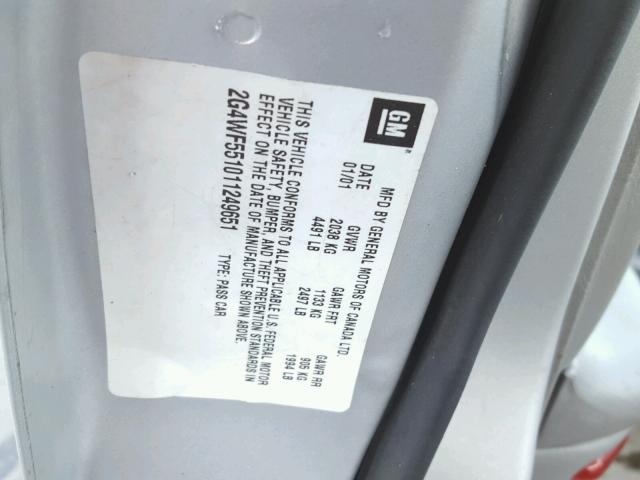 GM
MFD BY GENERAL MOTORS OF CANADA LTD.
DATE GVWR GAWR FRT GAWR RR
01/01 2038 KG 1133 KG 905 KG
4491 LB 2497 LB 1994 LB
THIS VEHICLE CONFORMS TO ALL APPLICABLE U.S. FEDERAL MOTOR
VEHICLE SAFETY, BUMPER, AND THEFT PREVENTION STANDARDS IN
EFFECT ON THE DATE OF MANUFACTURE SHOWN ABOVE.
2G4WF551011249651 TYPE: PASS CAR